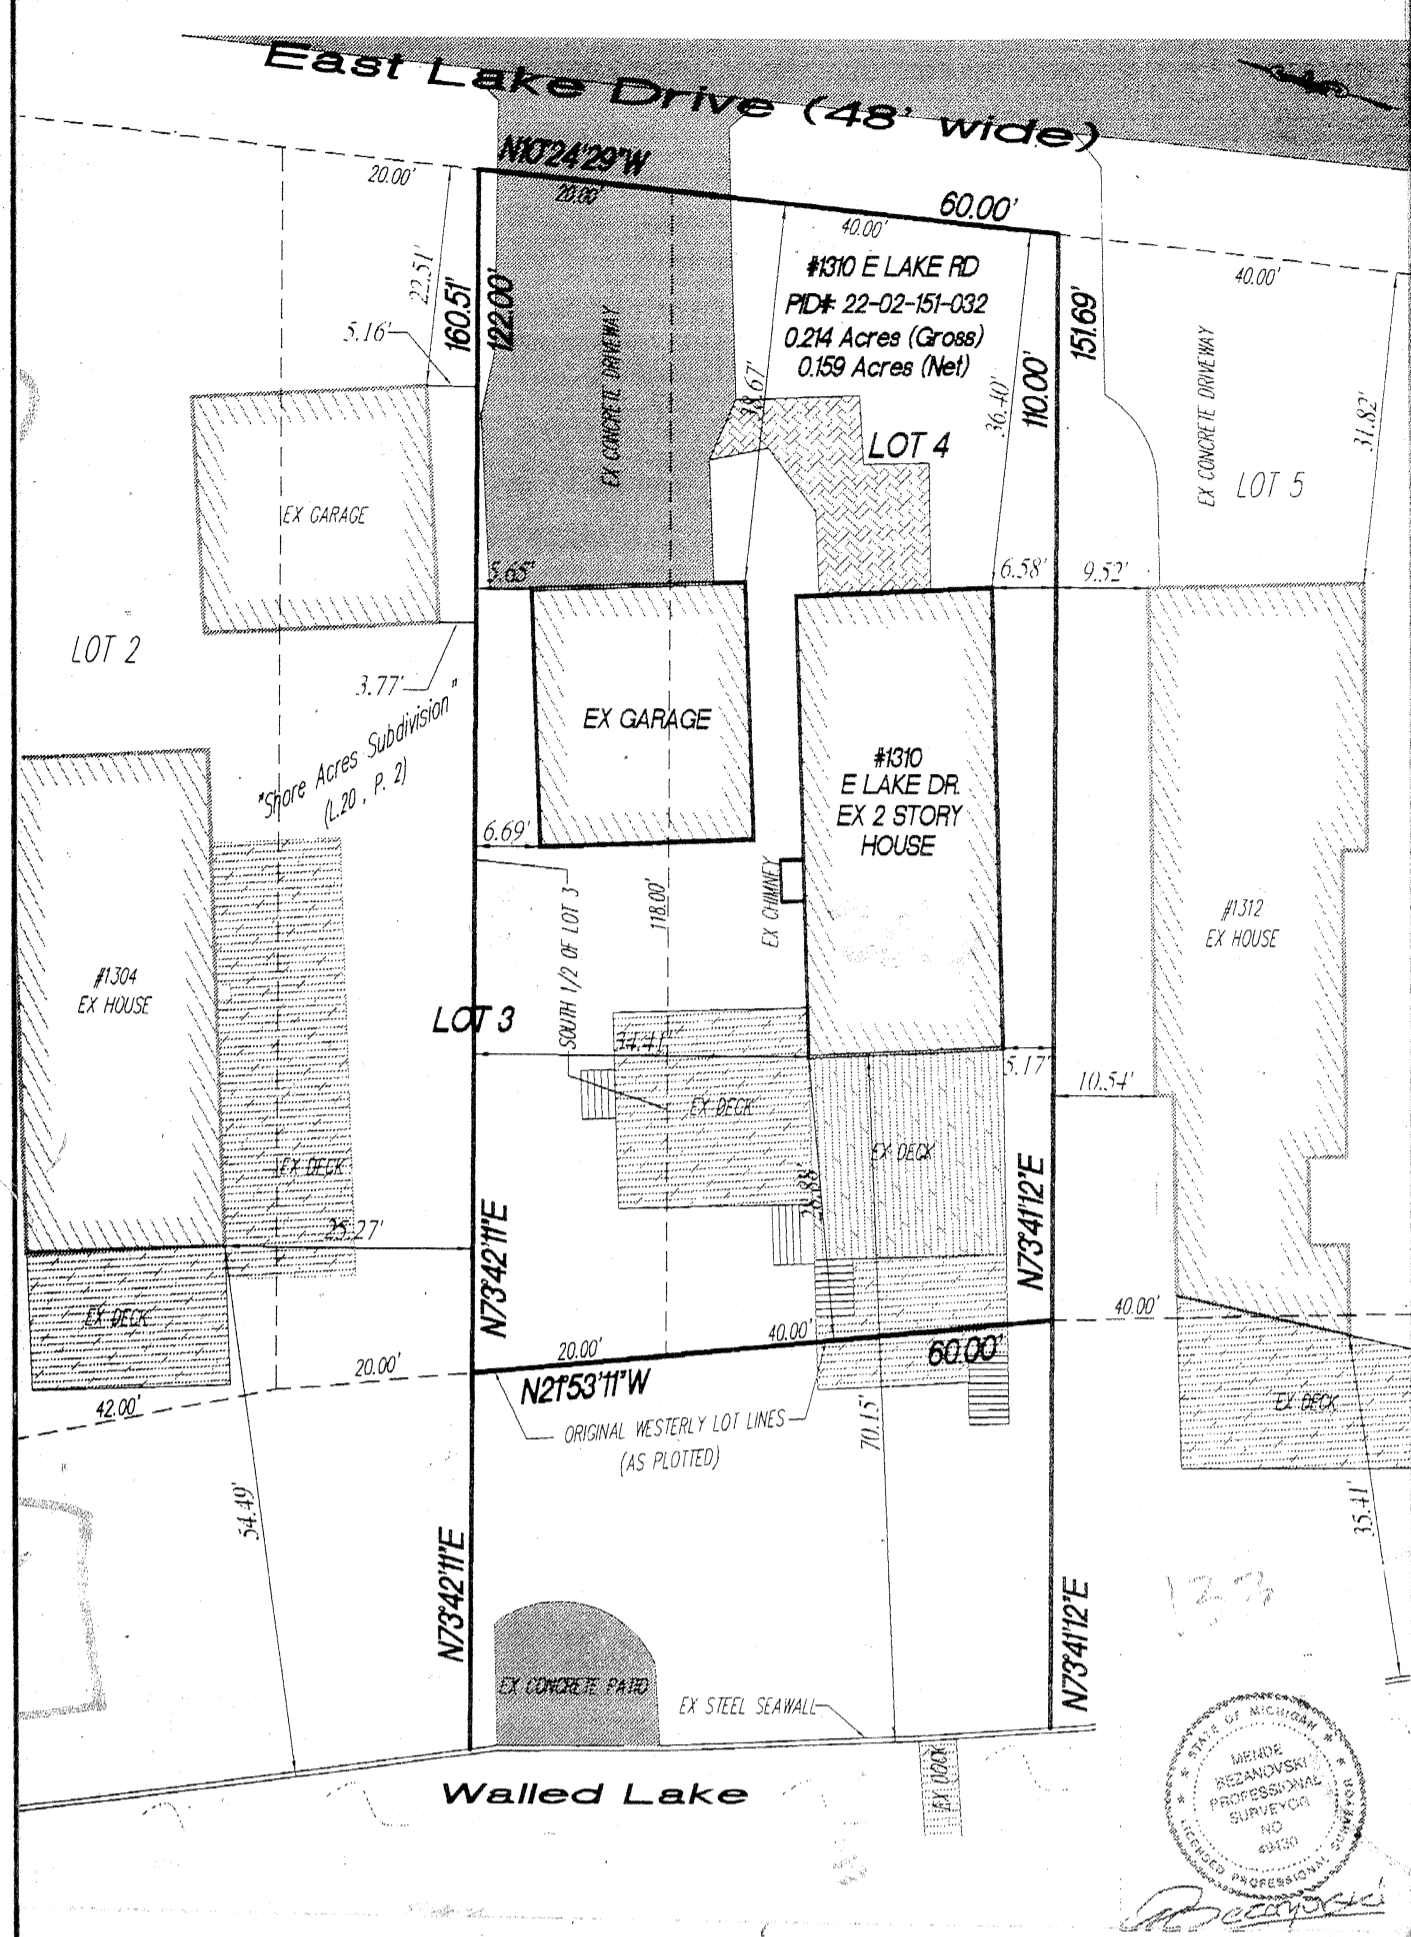 East Lake Drive (48' wide)
N10°24'29"W
20.00'
20.00'
60.00'
40.00'
40.00'
22.51'
160.51'
122.00'
5.16'
EX CONCRETE DRIVEWAY
#1310 E LAKE RD
PID# 22-02-151-032
0.214 Acres (Gross)
0.159 Acres (Net)
38.67'
36.40'
110.00'
151.69'
EX CONCRETE DRIVEWAY
31.82'
LOT 4
LOT 5
EX GARAGE
5.65'
6.58'
9.52'
LOT 2
3.77'
"Shore Acres Subdivision"
(L.20 , P. 2)
EX GARAGE
#1310
E LAKE DR.
EX 2 STORY
HOUSE
6.69'
EX CHIMNEY
118.00'
SOUTH 1/2 OF LOT 3
#1312
EX HOUSE
#1304
EX HOUSE
LOT 3
34.41'
5.17'
10.54'
EX DECK
EX DECK
EX DECK
28.88'
25.27'
N73°42'11"E
N73°41'12"E
EX DECK
20.00'
42.00'
20.00'
40.00'
60.00'
40.00'
N21°53'11"W
ORIGINAL WESTERLY LOT LINES
(AS PLOTTED)
70.15'
EX DECK
54.49'
35.41'
N73°42'11"E
N73°41'12"E
EX CONCRETE PATIO
EX STEEL SEAWALL
EX DOCK
Walled Lake
STATE OF MICHIGAN
MENDE
BEZANOVSKI
PROFESSIONAL
SURVEYOR
NO
LICENSED PROFESSIONAL SURVEYOR